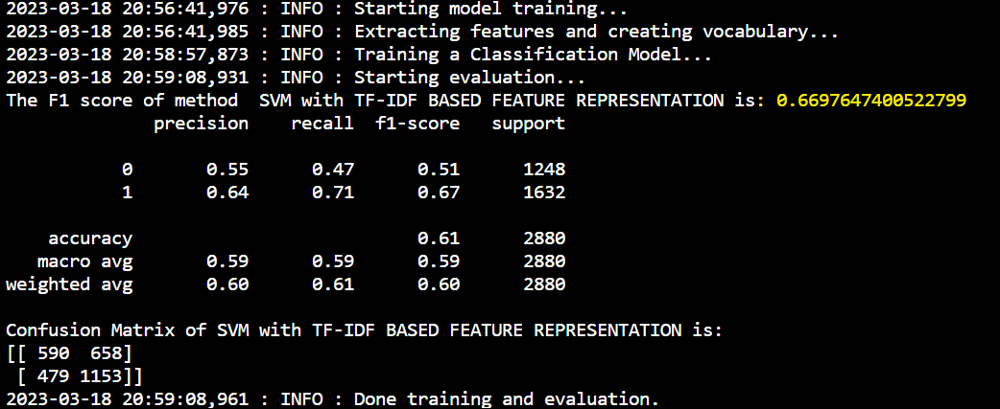 2023-03-18 20:56:41,976 : INFO : Starting model training...
2023-03-18 20:56:41,985 : INFO : Extracting features and creating vocabulary...
2023-03-18 20:58:57,873 : INFO : Training a Classification Model...
2023-03-18 20:59:08,931 : INFO : Starting evaluation...
The F1 score of method  SVM with TF-IDF BASED FEATURE REPRESENTATION is: 0.6697647400522799
              precision    recall  f1-score   support

           0       0.55      0.47      0.51      1248
           1       0.64      0.71      0.67      1632

    accuracy                           0.61      2880
   macro avg       0.59      0.59      0.59      2880
weighted avg       0.60      0.61      0.60      2880

Confusion Matrix of SVM with TF-IDF BASED FEATURE REPRESENTATION is:
[[ 590  658]
 [ 479 1153]]
2023-03-18 20:59:08,961 : INFO : Done training and evaluation.